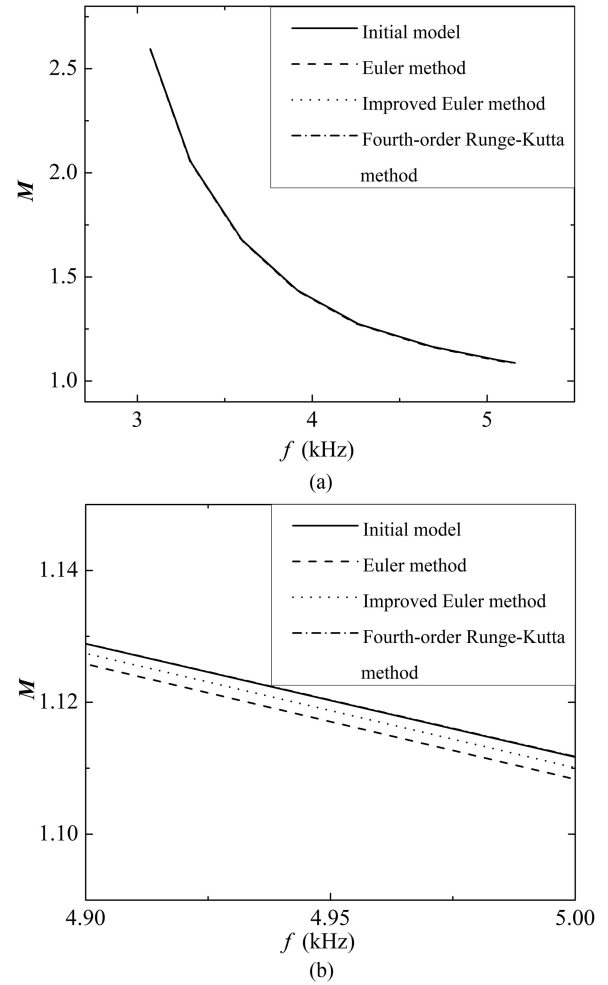 Initial model
Euler method
Improved Euler method
Fourth-order Runge-Kutta
method
2.5
2.0
1.5
1.0
M
3 4 5
f (kHz)
(a)
Initial model
Euler method
Improved Euler method
Fourth-order Runge-Kutta
method
1.14
1.12
1.10
M
4.90 4.95 5.00
f (kHz)
(b)